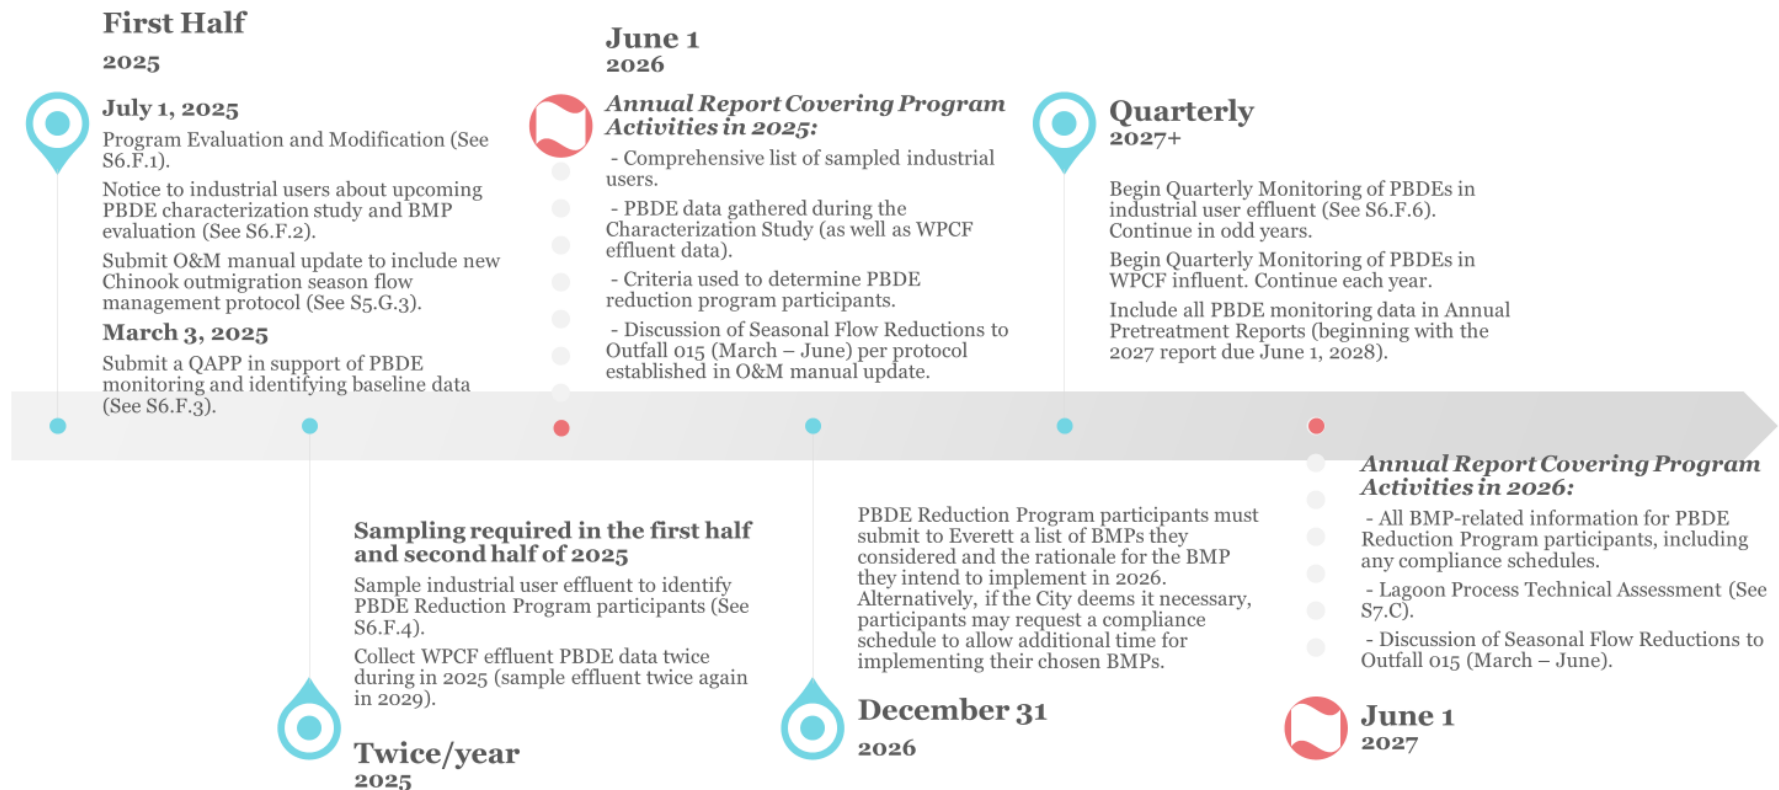 First Half
2025
July 1, 2025
Program Evaluation and Modification (See
S6.F.1).
Notice to industrial users about upcoming
PBDE characterization study and BMP
evaluation (See S6.F.2).
Submit O&M manual update to include new
Chinook outmigration season flow
management protocol (See S5.G.3).
March 3, 2025
Submit a QAPP in support of PBDE
monitoring and identifying baseline data
(See S6.F.3).
Sampling required in the first half
and second half of 2025
Sample industrial user effluent to identify
PBDE Reduction Program participants (See
S6.F.4).
Collect WPCF effluent PBDE data twice
during in 2025 (sample effluent twice again
in 2029).
Twice/year
2025
June 1
2026
Annual Report Covering Program
Activities in 2025:
- Comprehensive list of sampled industrial
users.
- PBDE data gathered during the
Characterization Study (as well as WPCF
effluent data).
- Criteria used to determine PBDE
reduction program participants.
- Discussion of Seasonal Flow Reductions to
Outfall 015 (March – June) per protocol
established in O&M manual update.
PBDE Reduction Program participants must
submit to Everett a list of BMPs they
considered and the rationale for the BMP
they intend to implement in 2026.
Alternatively, if the City deems it necessary,
participants may request a compliance
schedule to allow additional time for
implementing their chosen BMPs.
December 31
2026
Quarterly
2027+
Begin Quarterly Monitoring of PBDEs in
industrial user effluent (See S6.F.6).
Continue in odd years.
Begin Quarterly Monitoring of PBDEs in
WPCF influent. Continue each year.
Include all PBDE monitoring data in Annual
Pretreatment Reports (beginning with the
2027 report due June 1, 2028).
Annual Report Covering Program
Activities in 2026:
- All BMP-related information for PBDE
Reduction Program participants, including
any compliance schedules.
- Lagoon Process Technical Assessment (See
S7.C).
- Discussion of Seasonal Flow Reductions to
Outfall 015 (March – June).
June 1
2027